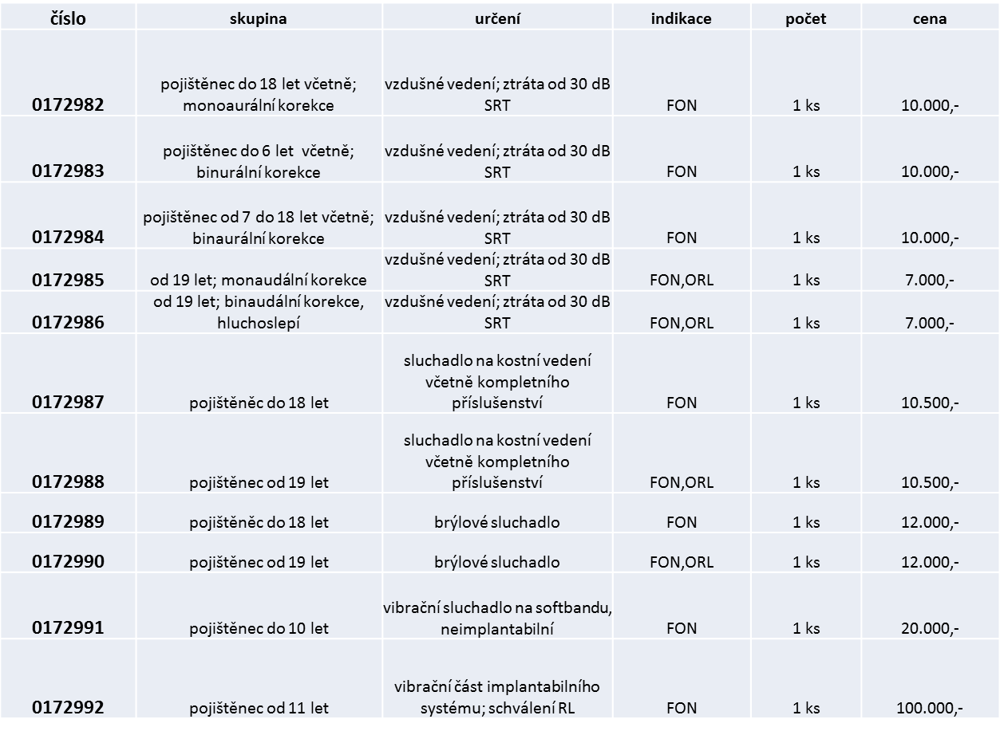 číslo skupina určení indikace počet cena
pojištěnec do 18 let včetně; vzdušné vedení; ztráta od 30 dB
0172982 monoaurální korekce SRT FON 1 ks 10.000,-
pojištěnec do 6 let včetně; vzdušné vedení; ztráta od 30 dB
0172983 binurální korekce SRT FON 1 ks 10.000,-
pojištěnec od 7 do 18 let včetně; vzdušné vedení; ztráta od 30 dB
0172984 binaurální korekce SRT FON 1 ks 10.000,-
vzdušné vedení; ztráta od 30 dB
0172985 od 19 let; monaudální korekce SRT FON,ORL 1 ks 7.000,-
od 19 let; binaudální korekce, vzdušné vedení; ztráta od 30 dB
0172986 hluchoslepí SRT FON,ORL 1 ks 7.000,-
sluchadlo na kostní vedení
včetně kompletního
0172987 pojištěněc do 18 let příslušenství FON 1 ks 10.500,-
sluchadlo na kostní vedení
včetně kompletního
0172988 pojištěnec od 19 let příslušenství FON,ORL 1 ks 10.500,-
0172989 pojištěněc do 18 let brýlové sluchadlo FON 1 ks 12.000,-
0172990 pojištěnec od 19 let brýlové sluchadlo FON,ORL 1 ks 12.000,-
vibrační sluchadlo na softbandu,
0172991 pojištěnec do 10 let neimplantabilní FON 1 ks 20.000,-
vibrační část implantabilního
0172992 pojištěnec od 11 let systému; schválení RL FON 1 ks 100.000,-